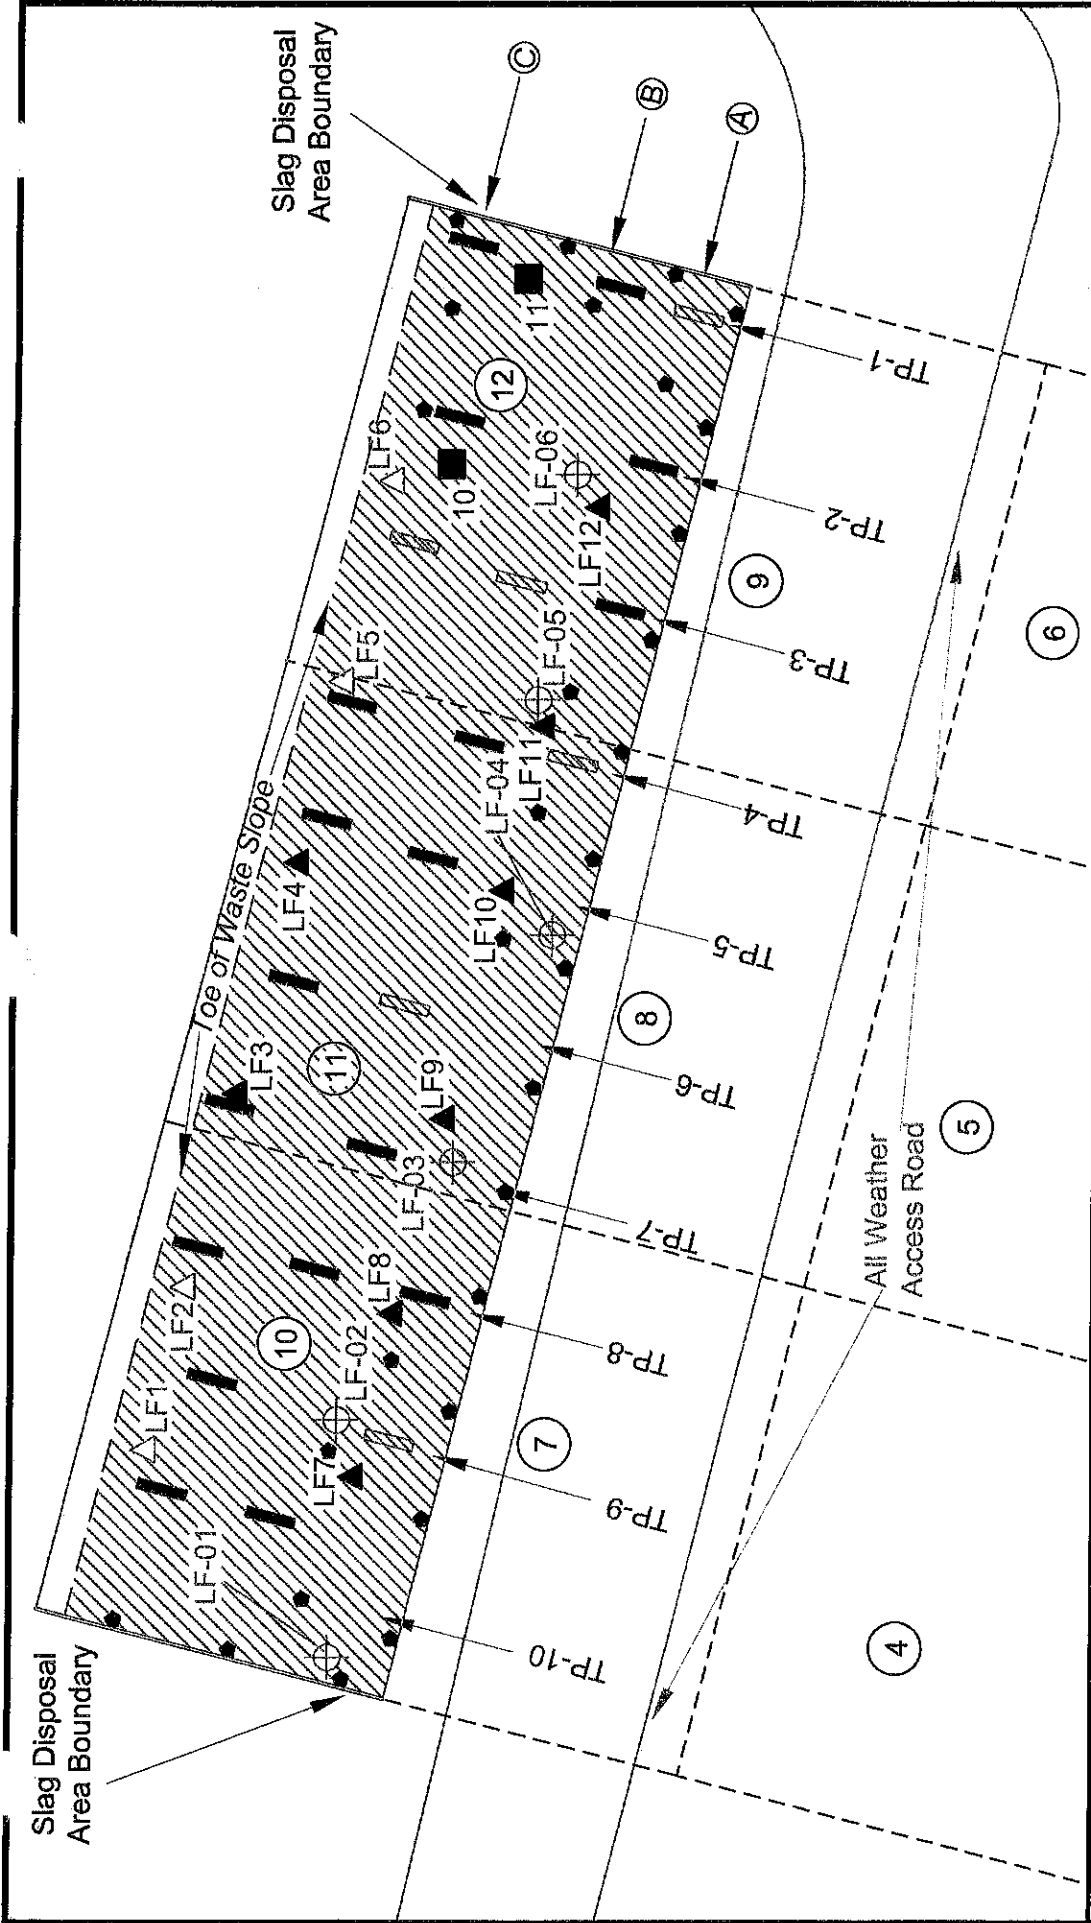 Slag Disposal
Area Boundary
Slag Disposal
Area Boundary
Toe of Waste Slope
C
B
A
LF1
LF2
LF3
LF4
LF5
LF6
LF7
LF8
LF9
LF10
LF11
LF12
LF-01
LF-02
LF-03
LF-04
LF-05
LF-06
10
11
10
11
12
7
8
9
TP-10
TP-9
TP-8
TP-7
TP-6
TP-5
TP-4
TP-3
TP-2
TP-1
All Weather
Access Road
4
5
6